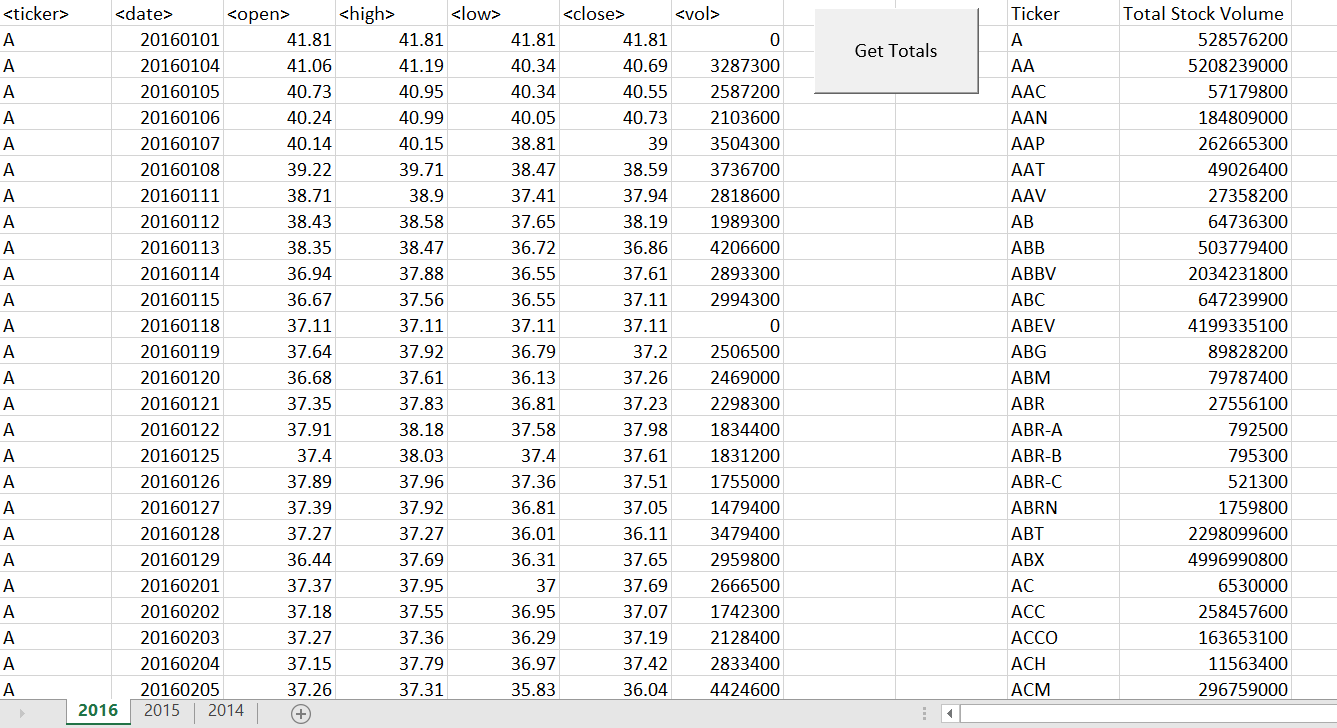 <ticker> <date> <open> <high> <low> <close> <vol> Ticker Total Stock Volume
A 20160101 41.81 41.81 41.81 41.81 0 A 528576200
Get Totals
A 20160104 41.06 41.19 40.34 40.69 3287300 AA 5208239000
A 20160105 40.73 40.95 40.34 40.55 2587200 AAC 57179800
A 20160106 40.24 40.99 40.05 40.73 2103600 AAN 184809000
A 20160107 40.14 40.15 38.81 39 3504300 AAP 262665300
A 20160108 39.22 39.71 38.47 38.59 3736700 AAT 49026400
A 20160111 38.71 38.9 37.41 37.94 2818600 AAV 27358200
A 20160112 38.43 38.58 37.65 38.19 1989300 AB 64736300
A 20160113 38.35 38.47 36.72 36.86 4206600 ABB 503779400
A 20160114 36.94 37.88 36.55 37.61 2893300 ABBV 2034231800
A 20160115 36.67 37.56 36.55 37.11 2994300 ABC 647239900
A 20160118 37.11 37.11 37.11 37.11 0 ABEV 4199335100
A 20160119 37.64 37.92 36.79 37.2 2506500 ABG 89828200
A 20160120 36.68 37.61 36.13 37.26 2469000 ABM 79787400
A 20160121 37.35 37.83 36.81 37.23 2298300 ABR 27556100
A 20160122 37.91 38.18 37.58 37.98 1834400 ABR-A 792500
A 20160125 37.4 38.03 37.4 37.61 1831200 ABR-B 795300
A 20160126 37.89 37.96 37.36 37.51 1755000 ABR-C 521300
A 20160127 37.39 37.92 36.81 37.05 1479400 ABRN 1759800
A 20160128 37.27 37.27 36.01 36.11 3479400 ABT 2298099600
A 20160129 36.44 37.69 36.31 37.65 2959800 ABX 4996990800
A 20160201 37.37 37.95 37 37.69 2666500 AC 6530000
A 20160202 37.18 37.55 36.95 37.07 1742300 ACC 258457600
A 20160203 37.27 37.36 36.29 37.19 2128400 ACCO 163653100
A 20160204 37.15 37.79 36.97 37.42 2833400 ACH 11563400
A 20160205 37.26 37.31 35.83 36.04 4424600 ACM 296759000
2016 2015 2014